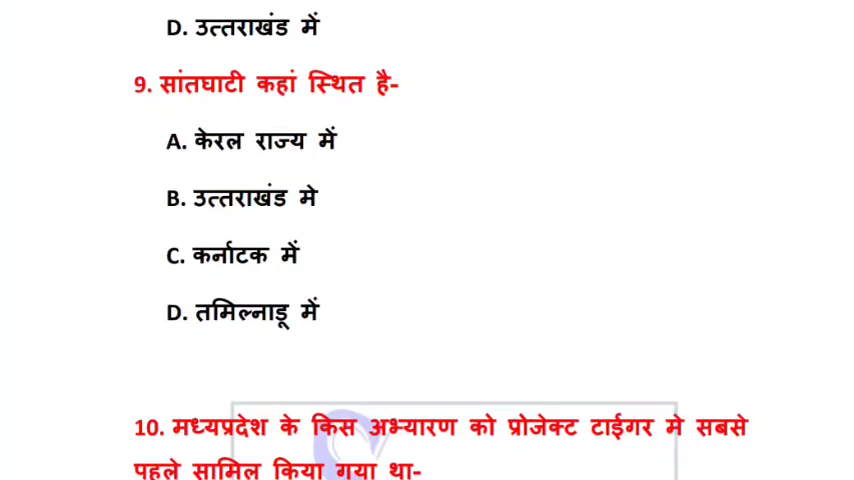 D. उत्तराखंड में
9. सांतघाटी कहां स्थित है-
A. केरल राज्य में
B. उत्तराखंड मे
C. कर्नाटक में
D. तमिल्नाडू में
10. मध्यप्रदेश के किस अभ्यारण को प्रोजेक्ट टाईगर मे सबसे
पहले सामिल किया गया था-